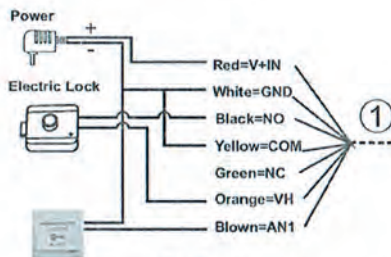 Power
+
-
Electric Lock
Red=V+IN
White=GND
Black=NO
Yellow=COM
Green=NC
Orange=VH
Blown=AN1
1